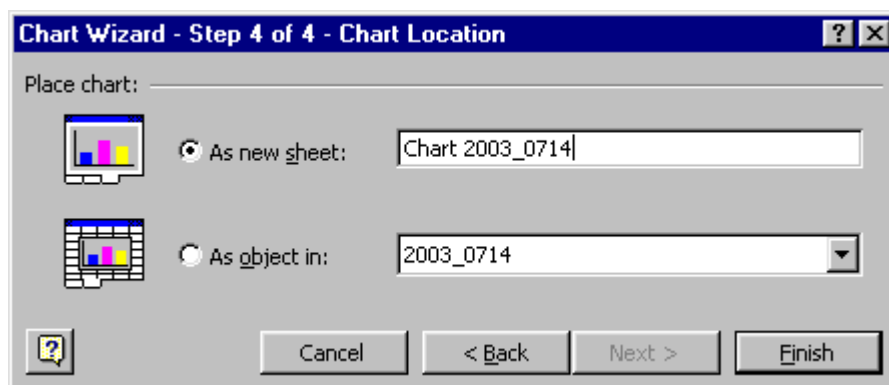 Chart Wizard - Step 4 of 4 - Chart Location
Place chart:
As new sheet: Chart 2003_0714
As object in: 2003_0714
Cancel < Back Next > Finish